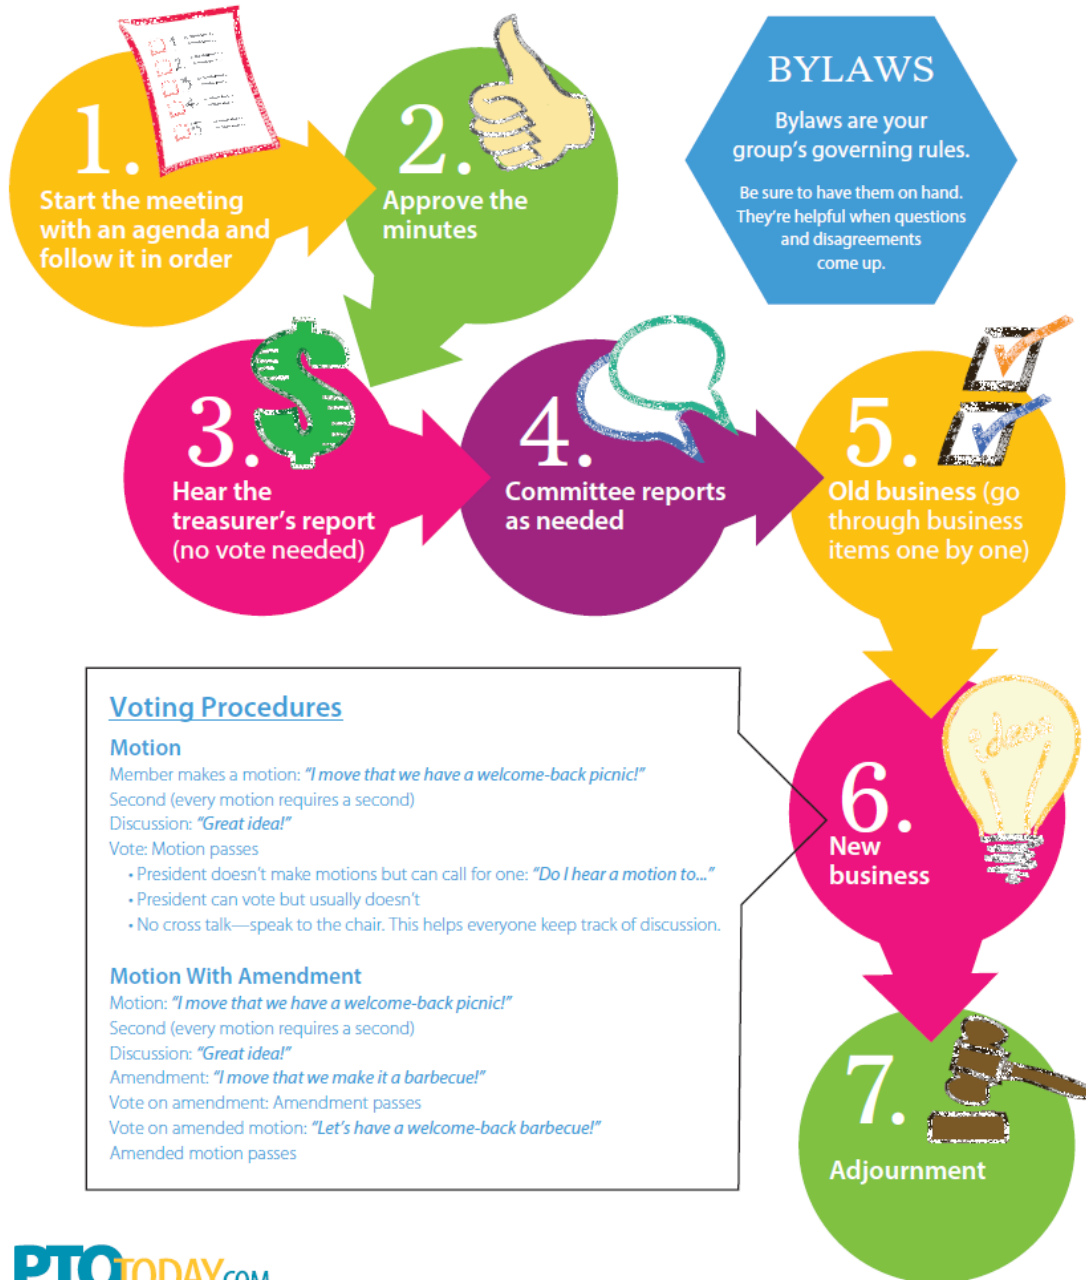 1.
Start the meeting
with an agenda and
follow it in order
2.
Approve the
minutes
BYLAWS
Bylaws are your
group's governing rules.
Be sure to have them on hand.
They're helpful when questions
and disagreements
come up.
3.
Hear the
treasurer's report
(no vote needed)
4.
Committee reports
as needed
5.
Old business (go
through business
items one by one)
Voting Procedures
Motion
Member makes a motion: "I move that we have a welcome-back picnic!"
Second (every motion requires a second)
Discussion: "Great idea!"
Vote: Motion passes
• President doesn't make motions but can call for one: "Do I hear a motion to..."
• President can vote but usually doesn't
• No cross talk—speak to the chair. This helps everyone keep track of discussion.
Motion With Amendment
Motion: "I move that we have a welcome-back picnic!"
Second (every motion requires a second)
Discussion: "Great idea!"
Amendment: "I move that we make it a barbecue!"
Vote on amendment: Amendment passes
Vote on amended motion: "Let's have a welcome-back barbecue!"
Amended motion passes
6.
New
business
ideas
7.
Adjournment
PTOTODAY.COM